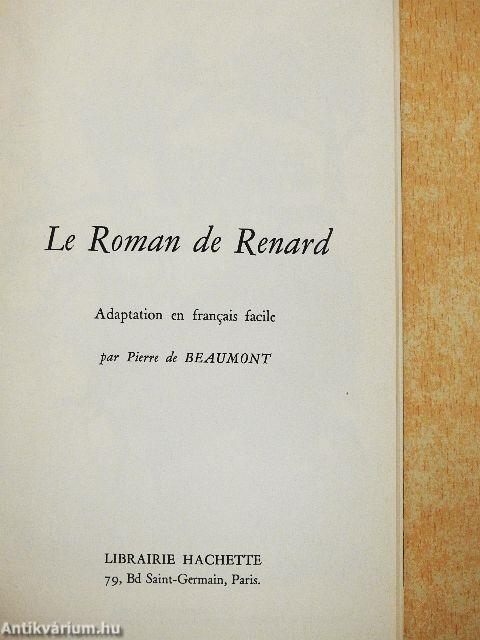 Le Roman de Renard
Adaptation en français facile
par Pierre de BEAUMONT
LIBRAIRIE HACHETTE
79, Bd Saint-Germain, Paris.
Antikvárium.hu